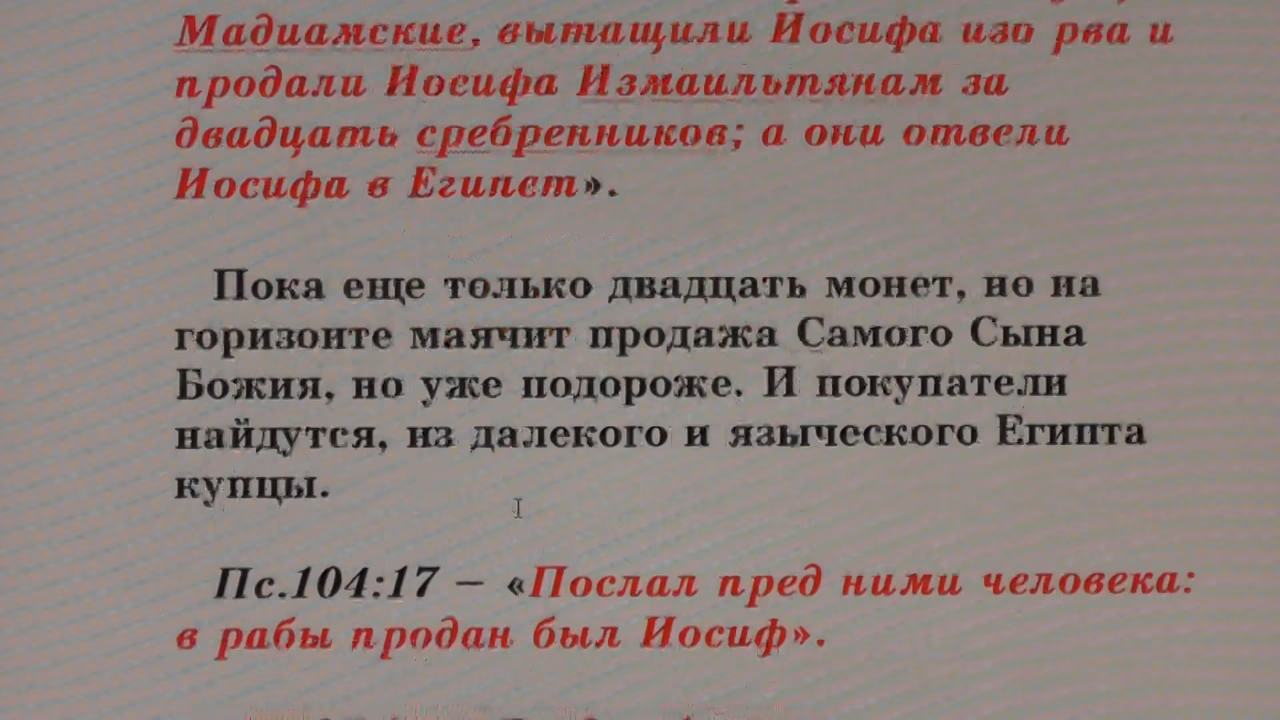 Мадиамские, вытащили Иосифа изо рва и
продали Иосифа Измаильтянам за
двадцать сребренников; а они отвели
Иосифа в Египет».
Пока еще только двадцать монет, но на
горизонте маячит продажа Самого Сына
Божия, но уже подороже. И покупатели
найдутся, из далекого и языческого Египта
купцы.
Пс.104:17 – «Послал пред ними человека:
в рабы продан был Иосиф».